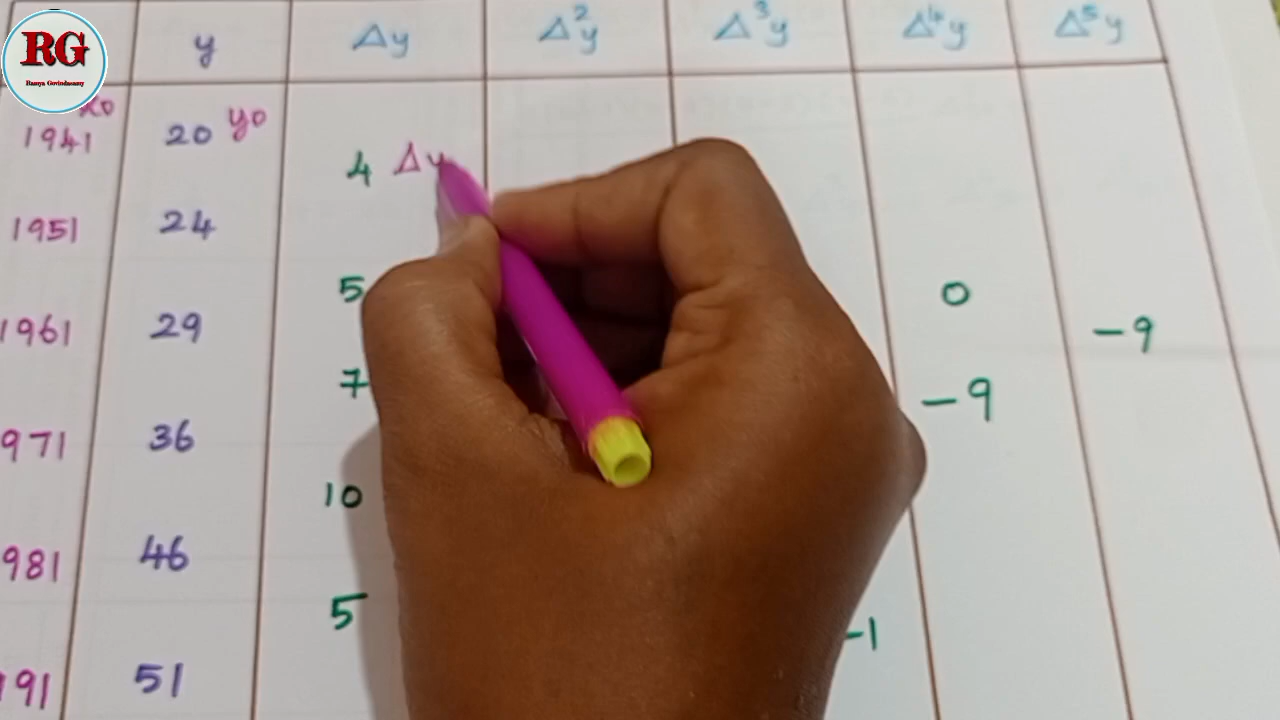 RG
Ramya Govindasamy
y Δy Δ²y Δ³y Δ⁴y Δ⁵y
x0
1941 20 y0
4 Δy
1951 24
5 0
1961 29 -9
7 -9
971 36
10
981 46
5 -1
191 51